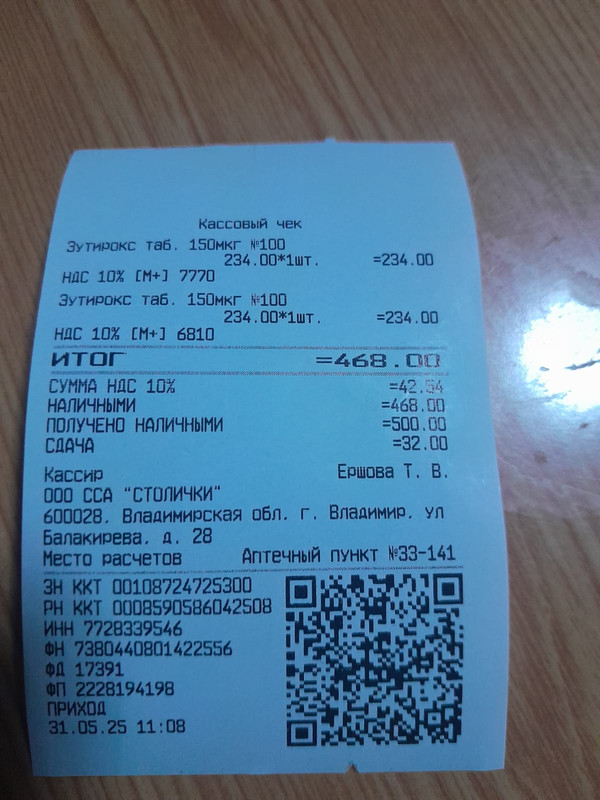 Кассовый чек
Зутирокс таб. 150мкг №100
234.00*1шт. =234.00
НДС 10% [М+] 7770
Зутирокс таб. 150мкг №100
234.00*1шт. =234.00
НДС 10% [М+] 6810
ИТОГ =468.00
СУММА НДС 10% =42.54
НАЛИЧНЫМИ =468.00
ПОЛУЧЕНО НАЛИЧНЫМИ =500.00
СДАЧА =32.00
Кассир Ершова Т. В.
ООО ССА "СТОЛИЧКИ"
600028, Владимирская обл. г. Владимир, ул
Балакирева, д. 28
Место расчетов Аптечный пункт №33-141
ЗН ККТ 00108724725300
РН ККТ 0008590586042508
ИНН 7728339546
ФН 7380440801422556
ФД 17391
ФП 2228194198
ПРИХОД
31.05.25 11:08